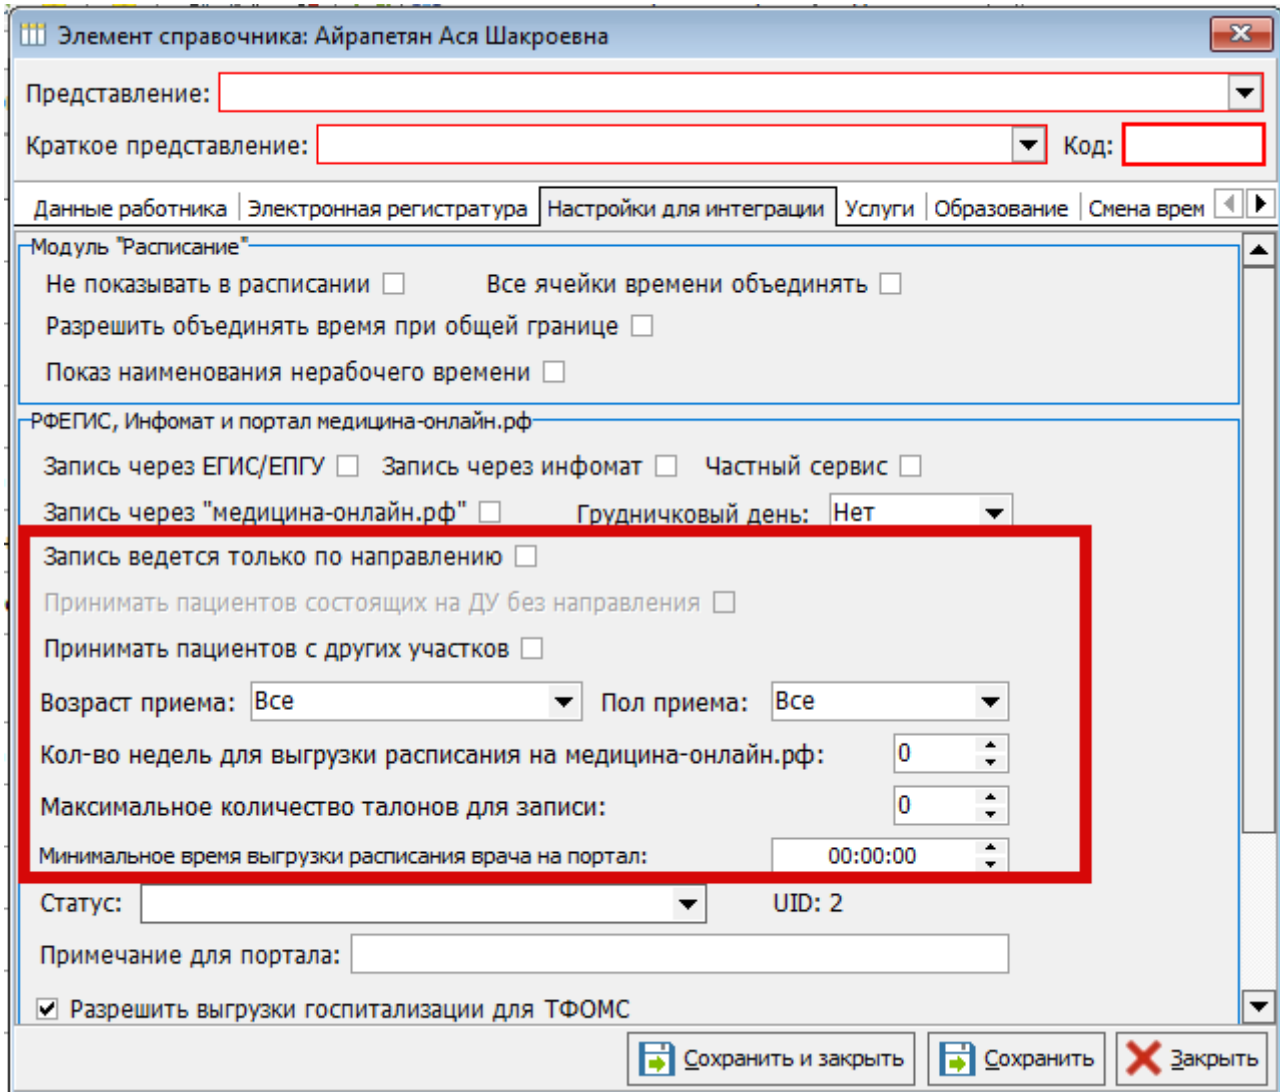 Элемент справочника: Айрапетян Ася Шакроевна
Представление:
Краткое представление: Код:
Данные работника Электронная регистратура Настройки для интеграции Услуги Образование Смена врем
Модуль "Расписание"
Не показывать в расписании Все ячейки времени объединять
Разрешить объединять время при общей границе
Показ наименования нерабочего времени
РФЕГИС, Инфомат и портал медицина-онлайн.рф
Запись через ЕГИС/ЕПГУ Запись через инфомат Частный сервис
Запись через "медицина-онлайн.рф" Грудничковый день: Нет
Запись ведется только по направлению
Принимать пациентов состоящих на ДУ без направления
Принимать пациентов с других участков
Возраст приема: Все Пол приема: Все
Кол-во недель для выгрузки расписания на медицина-онлайн.рф: 0
Максимальное количество талонов для записи: 0
Минимальное время выгрузки расписания врача на портал: 00:00:00
Статус: UID: 2
Примечание для портала:
Разрешить выгрузки госпитализации для ТФОМС
Сохранить и закрыть Сохранить Закрыть